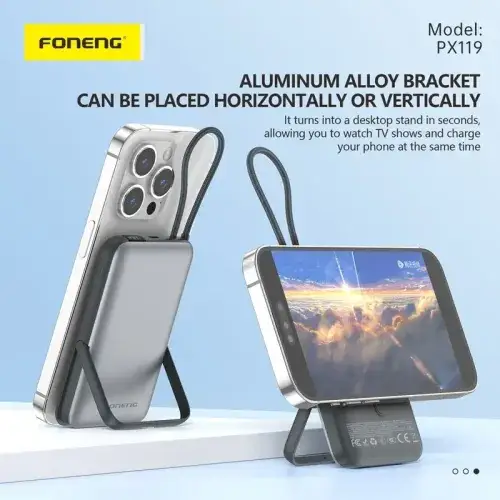 FONENG
Model:
PX119
ALUMINUM ALLOY BRACKET
CAN BE PLACED HORIZONTALLY OR VERTICALLY
It turns into a desktop stand in seconds,
allowing you to watch TV shows and charge
your phone at the same time
FONENG